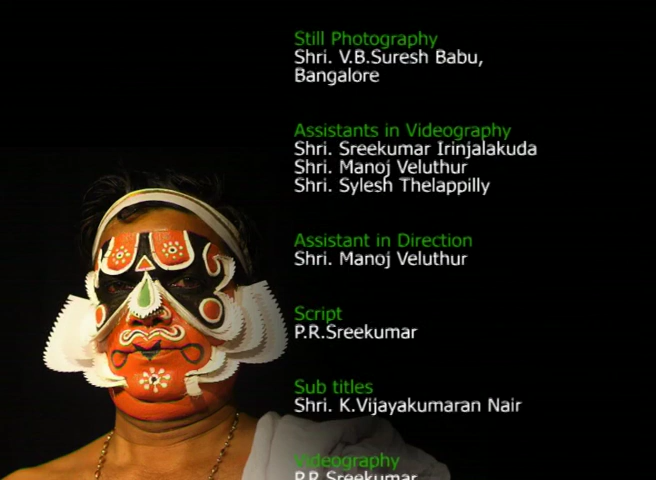 Still Photography
Shri. V.B.Suresh Babu,
Bangalore
Assistants in Videography
Shri. Sreekumar Irinjalakuda
Shri. Manoj Veluthur
Shri. Sylesh Thelappilly
Assistant in Direction
Shri. Manoj Veluthur
Script
P.R.Sreekumar
Sub titles
Shri. K.Vijayakumaran Nair
Videography
P.R.Sreekumar